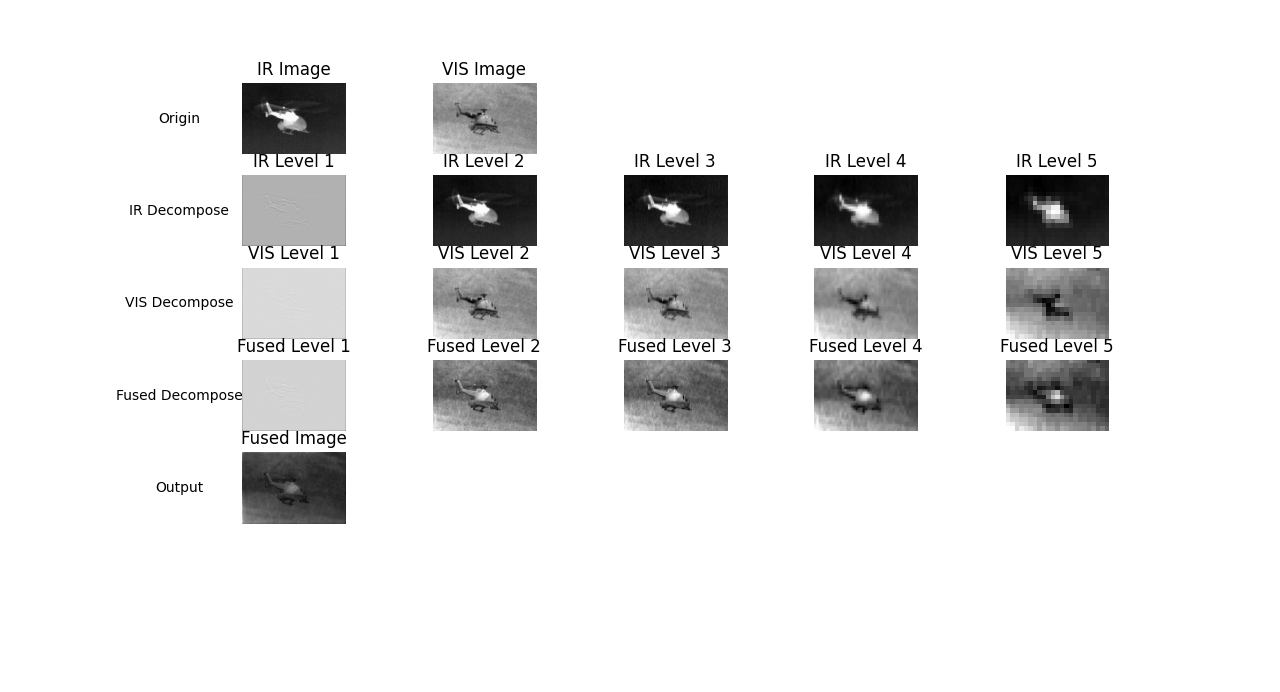 IR Image
VIS Image
Origin
IR Level 1
IR Level 2
IR Level 3
IR Level 4
IR Level 5
IR Decompose
VIS Level 1
VIS Level 2
VIS Level 3
VIS Level 4
VIS Level 5
VIS Decompose
Fused Level 1
Fused Level 2
Fused Level 3
Fused Level 4
Fused Level 5
Fused Decompose
Fused Image
Output